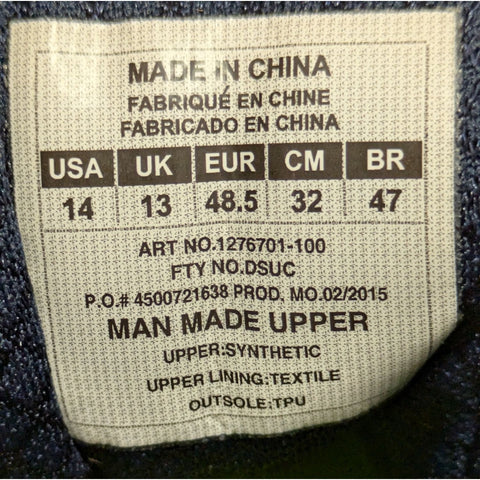 MADE IN CHINA
FABRIQUÉ EN CHINE
FABRICADO EN CHINA
USA UK EUR CM BR
14 13 48.5 32 47
ART NO.1276701-100
FTY NO.DSUC
P.O.# 4500721638 PROD. MO.02/2015
MAN MADE UPPER
UPPER:SYNTHETIC
UPPER LINING:TEXTILE
OUTSOLE:TPU